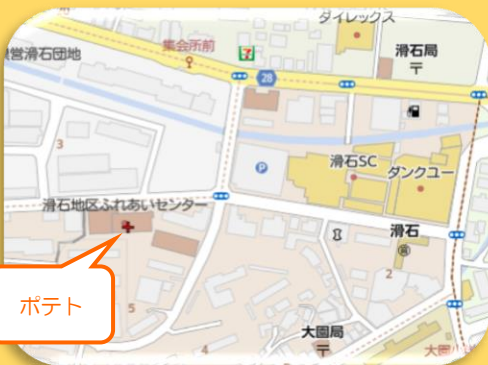 ダイレックス
集会所前
滑石局
営滑石団地
28
3
P
滑石SC
ダンクユー
滑石地区ふれあいセンター
滑石
2
ポテト
5
大園局
4